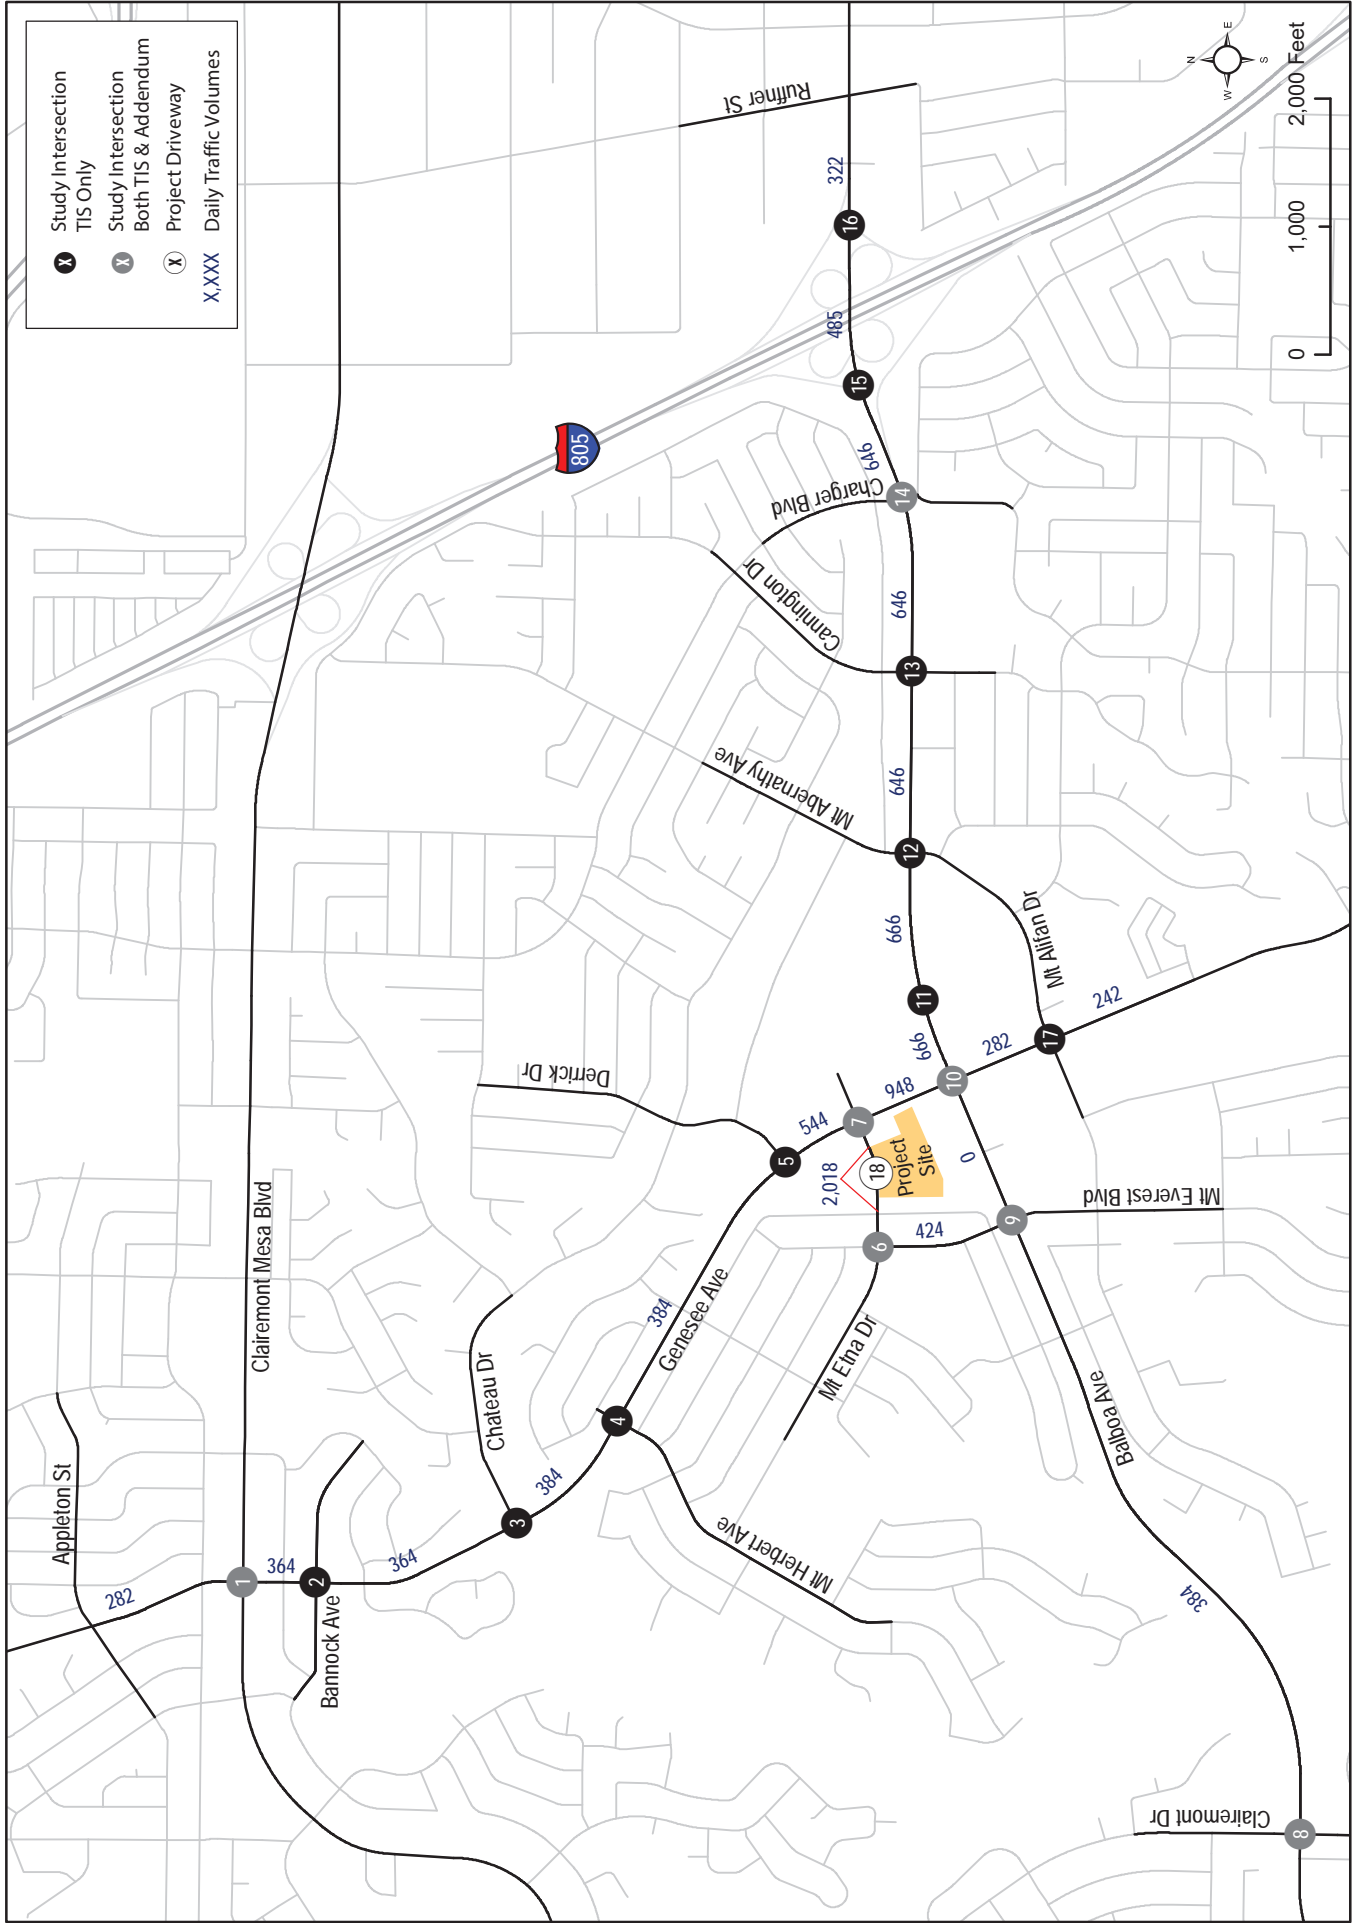 Study Intersection
TIS Only
Study Intersection
Both TIS & Addendum
Project Driveway
Daily Traffic Volumes
X
X
X
X,XXX
N
E
S
W
0
1,000
2,000 Feet
805
Clairemont Mesa Blvd
Appleton St
Bannock Ave
Chateau Dr
Derrick Dr
Genesee Ave
Mt Herbert Ave
Mt Etna Dr
Mt Everest Blvd
Balboa Ave
Clairemont Dr
Mt Alifan Dr
Mt Abernathy Ave
Cannington Dr
Charger Blvd
Ruffner St
Project
Site
282
364
364
384
384
544
948
2,018
424
0
384
282
242
666
666
646
646
646
485
322
1
2
3
4
5
6
7
8
9
10
11
12
13
14
15
16
17
18